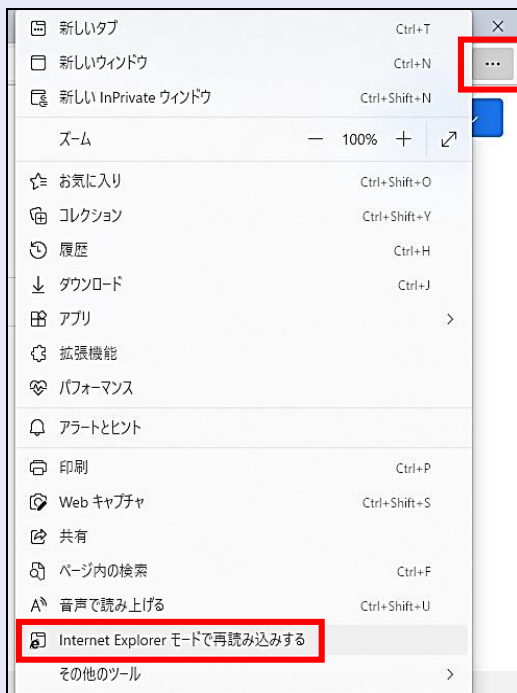 新しいタブ Ctrl+T
新しいウィンドウ Ctrl+N
新しい InPrivate ウィンドウ Ctrl+Shift+N
ズーム — 100% +
お気に入り Ctrl+Shift+O
コレクション Ctrl+Shift+Y
履歴 Ctrl+H
ダウンロード Ctrl+J
アプリ
拡張機能
パフォーマンス
アラートとヒント
印刷 Ctrl+P
Web キャプチャ Ctrl+Shift+S
共有
ページ内の検索 Ctrl+F
音声で読み上げる Ctrl+Shift+U
Internet Explorer モードで再読み込みする
その他のツール